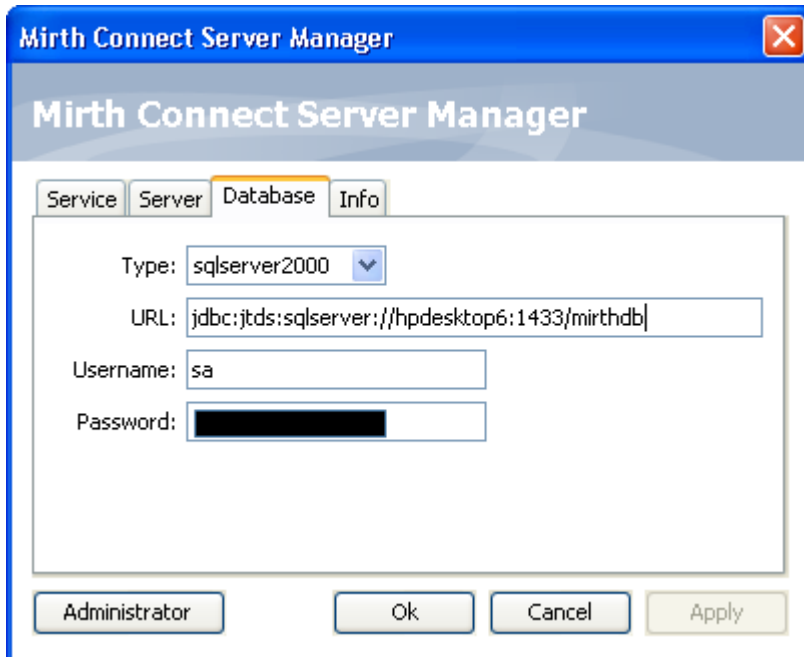 Mirth Connect Server Manager
Mirth Connect Server Manager
Service Server Database Info
Type: sqlserver2000
URL: jdbc:jtds:sqlserver://hpdesktop6:1433/mirthdb
Username: sa
Password:
Administrator Ok Cancel Apply